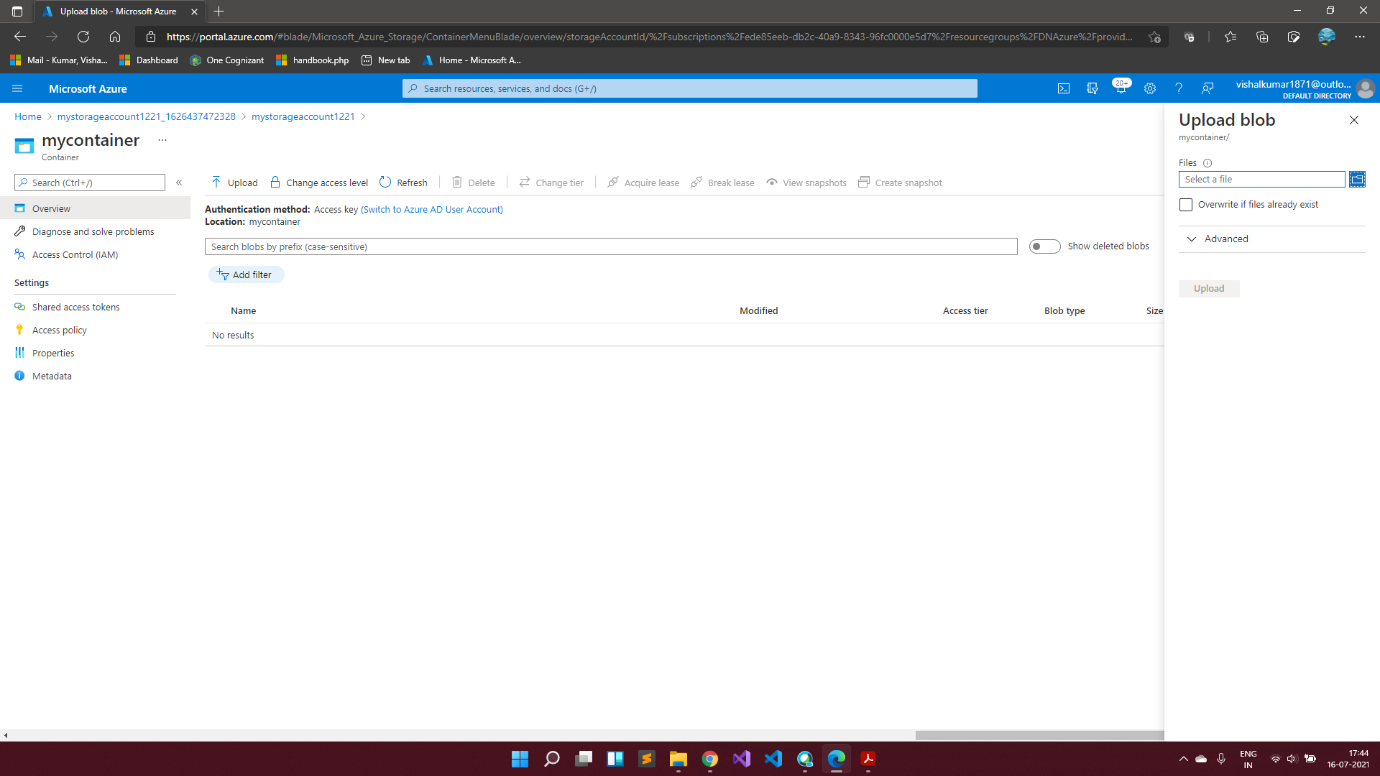 Upload blob - Microsoft Azure
https://portal.azure.com/#blade/Microsoft_Azure_Storage/ContainerMenuBlade/overview/storageAccountId/%2Fsubscriptions%2Fede85eeb-db2c-40a9-8343-96fc0000e5d7%2Fresourcegroups%2FDNAzure%2Fprovid...
Mail - Kumar, Visha... Dashboard One Cognizant handbook.php New tab Home - Microsoft A...
Microsoft Azure
Search resources, services, and docs (G+/)
20+
vishalkumar1871@outlo...
DEFAULT DIRECTORY
Home > mystorageaccount1221_1626437472328 > mystorageaccount1221 >
mycontainer ...
Container
Search (Ctrl+/) «
Overview
Diagnose and solve problems
Access Control (IAM)
Settings
Shared access tokens
Access policy
Properties
Metadata
Upload Change access level Refresh Delete Change tier Acquire lease Break lease View snapshots Create snapshot
Authentication method: Access key (Switch to Azure AD User Account)
Location: mycontainer
Search blobs by prefix (case-sensitive) Show deleted blobs
Add filter
Name Modified Access tier Blob type Size
No results
Upload blob
mycontainer/
Files
Select a file
Overwrite if files already exist
Advanced
Upload
ENG
IN
17:44
16-07-2021